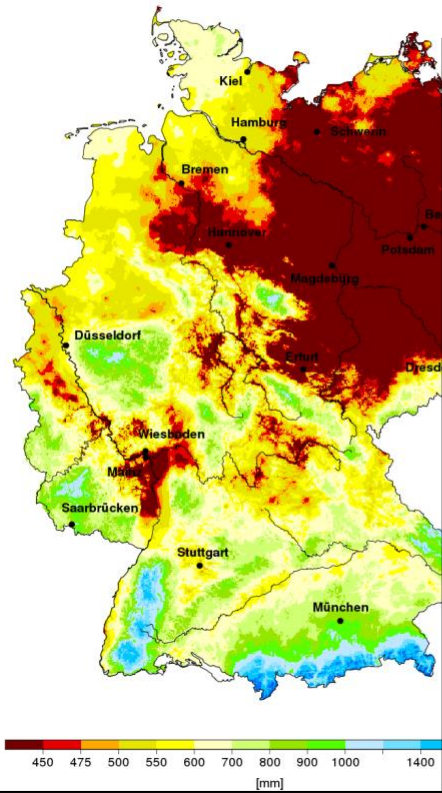 Kiel
Hamburg
Schwerin
Bremen
Hannover
Potsdam
Magdeburg
Düsseldorf
Erfurt
Wiesbaden
Mainz
Saarbrücken
Stuttgart
München
450 475 500 550 600 700 800 900 1000 1400
[mm]